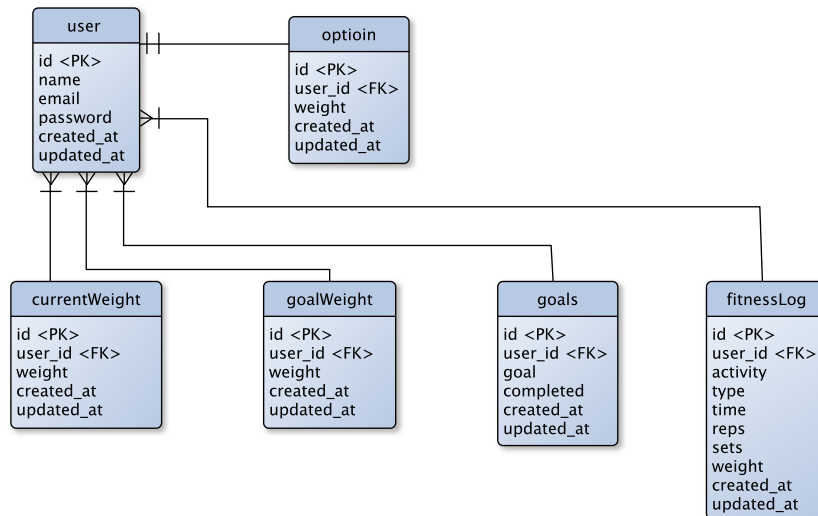 user
id <PK>
name
email
password
created_at
updated_at
optioin
id <PK>
user_id <FK>
weight
created_at
updated_at
currentWeight
id <PK>
user_id <FK>
weight
created_at
updated_at
goalWeight
id <PK>
user_id <FK>
weight
created_at
updated_at
goals
id <PK>
user_id <FK>
goal
completed
created_at
updated_at
fitnessLog
id <PK>
user_id <FK>
activity
type
time
reps
sets
weight
created_at
updated_at